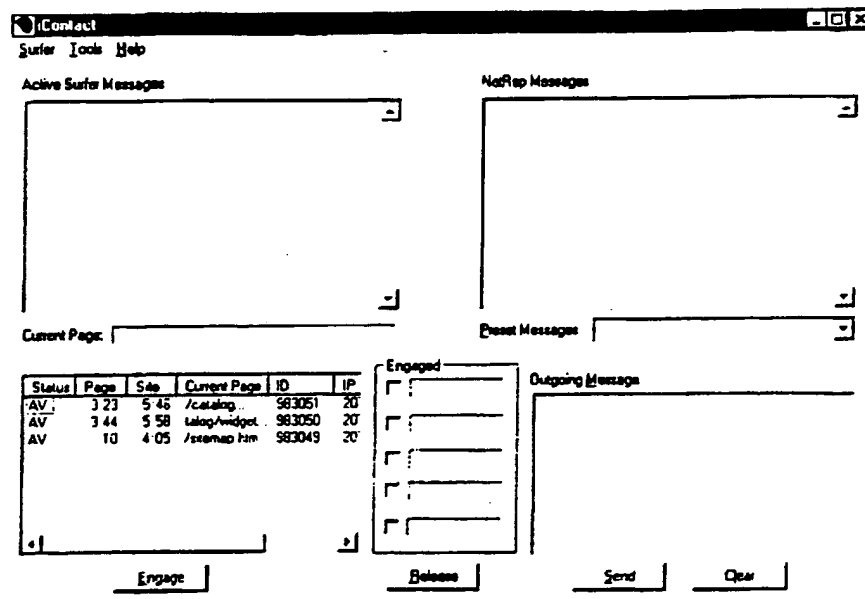 iContact
Surfer Tools Help
Active Surfer Messages
NetRep Messages
Current Page:
Preset Messages
Status Page Site Current Page ID IP
AV 3:23 5:46 /catalog... 983051 20
AV 3:44 5:58 talog/widget.. 983050 20
AV 10 4:05 /sitemap.htm 983049 20
Engaged
Outgoing Message
Engage
Release
Send
Clear